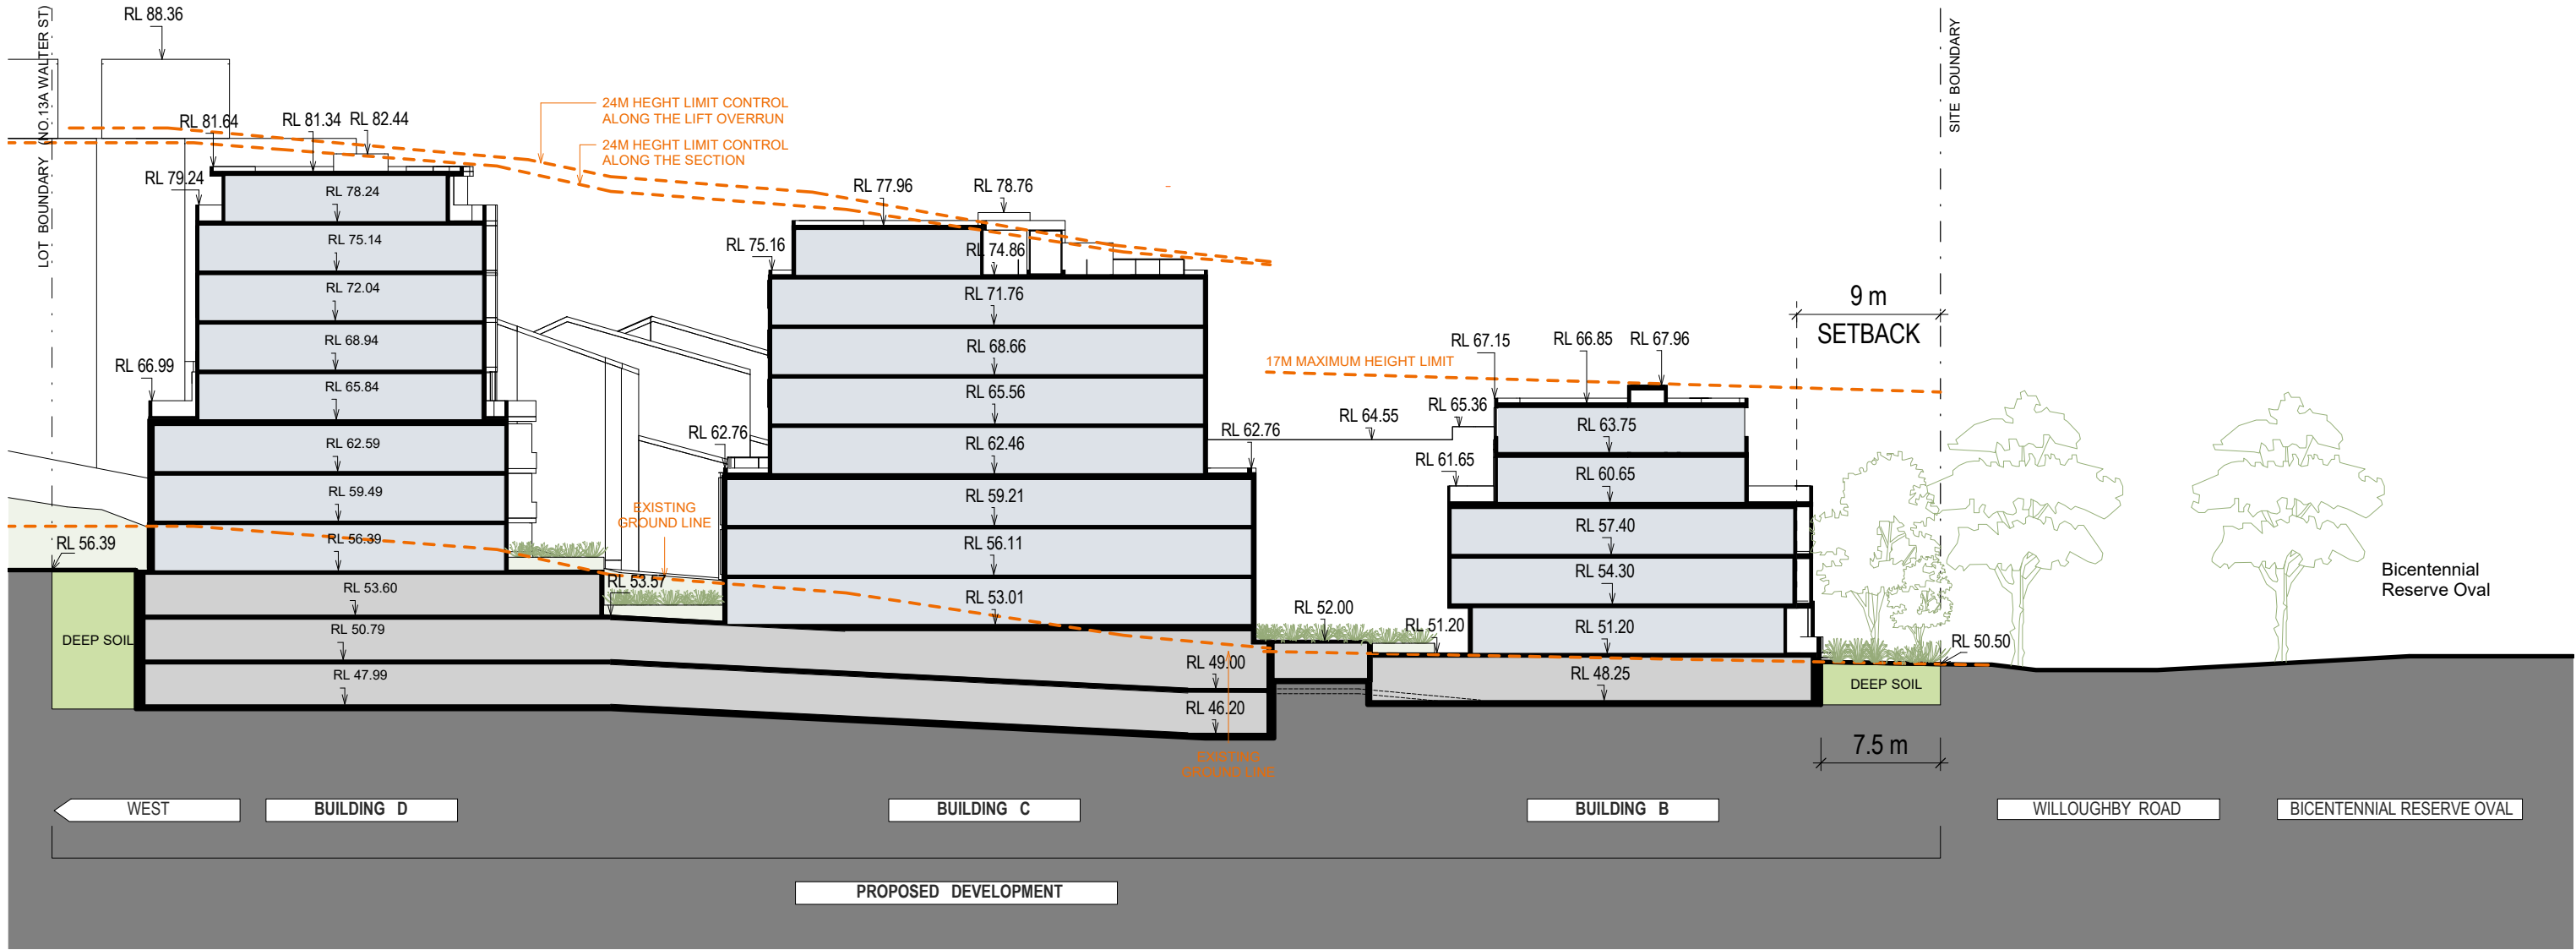 RL 88.36
LOT BOUNDARY (NO.13A WALTER ST)
RL 81.64
RL 81.34
RL 82.44
24M HEGHT LIMIT CONTROL
ALONG THE LIFT OVERRUN
24M HEGHT LIMIT CONTROL
ALONG THE SECTION
SITE BOUNDARY
RL 79.24
RL 78.24
RL 75.14
RL 72.04
RL 68.94
RL 66.99
RL 65.84
RL 62.59
RL 59.49
RL 56.39
RL 56.39
RL 53.60
RL 50.79
RL 47.99
DEEP SOIL
EXISTING
GROUND LINE
RL 53.57
RL 77.96
RL 78.76
RL 75.16
RL 74.86
RL 71.76
RL 68.66
RL 65.56
RL 62.46
RL 62.76
RL 62.76
RL 59.21
RL 56.11
RL 53.01
RL 49.00
RL 46.20
EXISTING
GROUND LINE
RL 52.00
RL 51.20
17M MAXIMUM HEIGHT LIMIT
RL 64.55
RL 65.36
RL 61.65
RL 67.15
RL 66.85
RL 67.96
RL 63.75
RL 60.65
RL 57.40
RL 54.30
RL 51.20
RL 48.25
9 m
SETBACK
RL 50.50
DEEP SOIL
7.5 m
Bicentennial
Reserve Oval
WEST
BUILDING D
BUILDING C
BUILDING B
WILLOUGHBY ROAD
BICENTENNIAL RESERVE OVAL
PROPOSED DEVELOPMENT